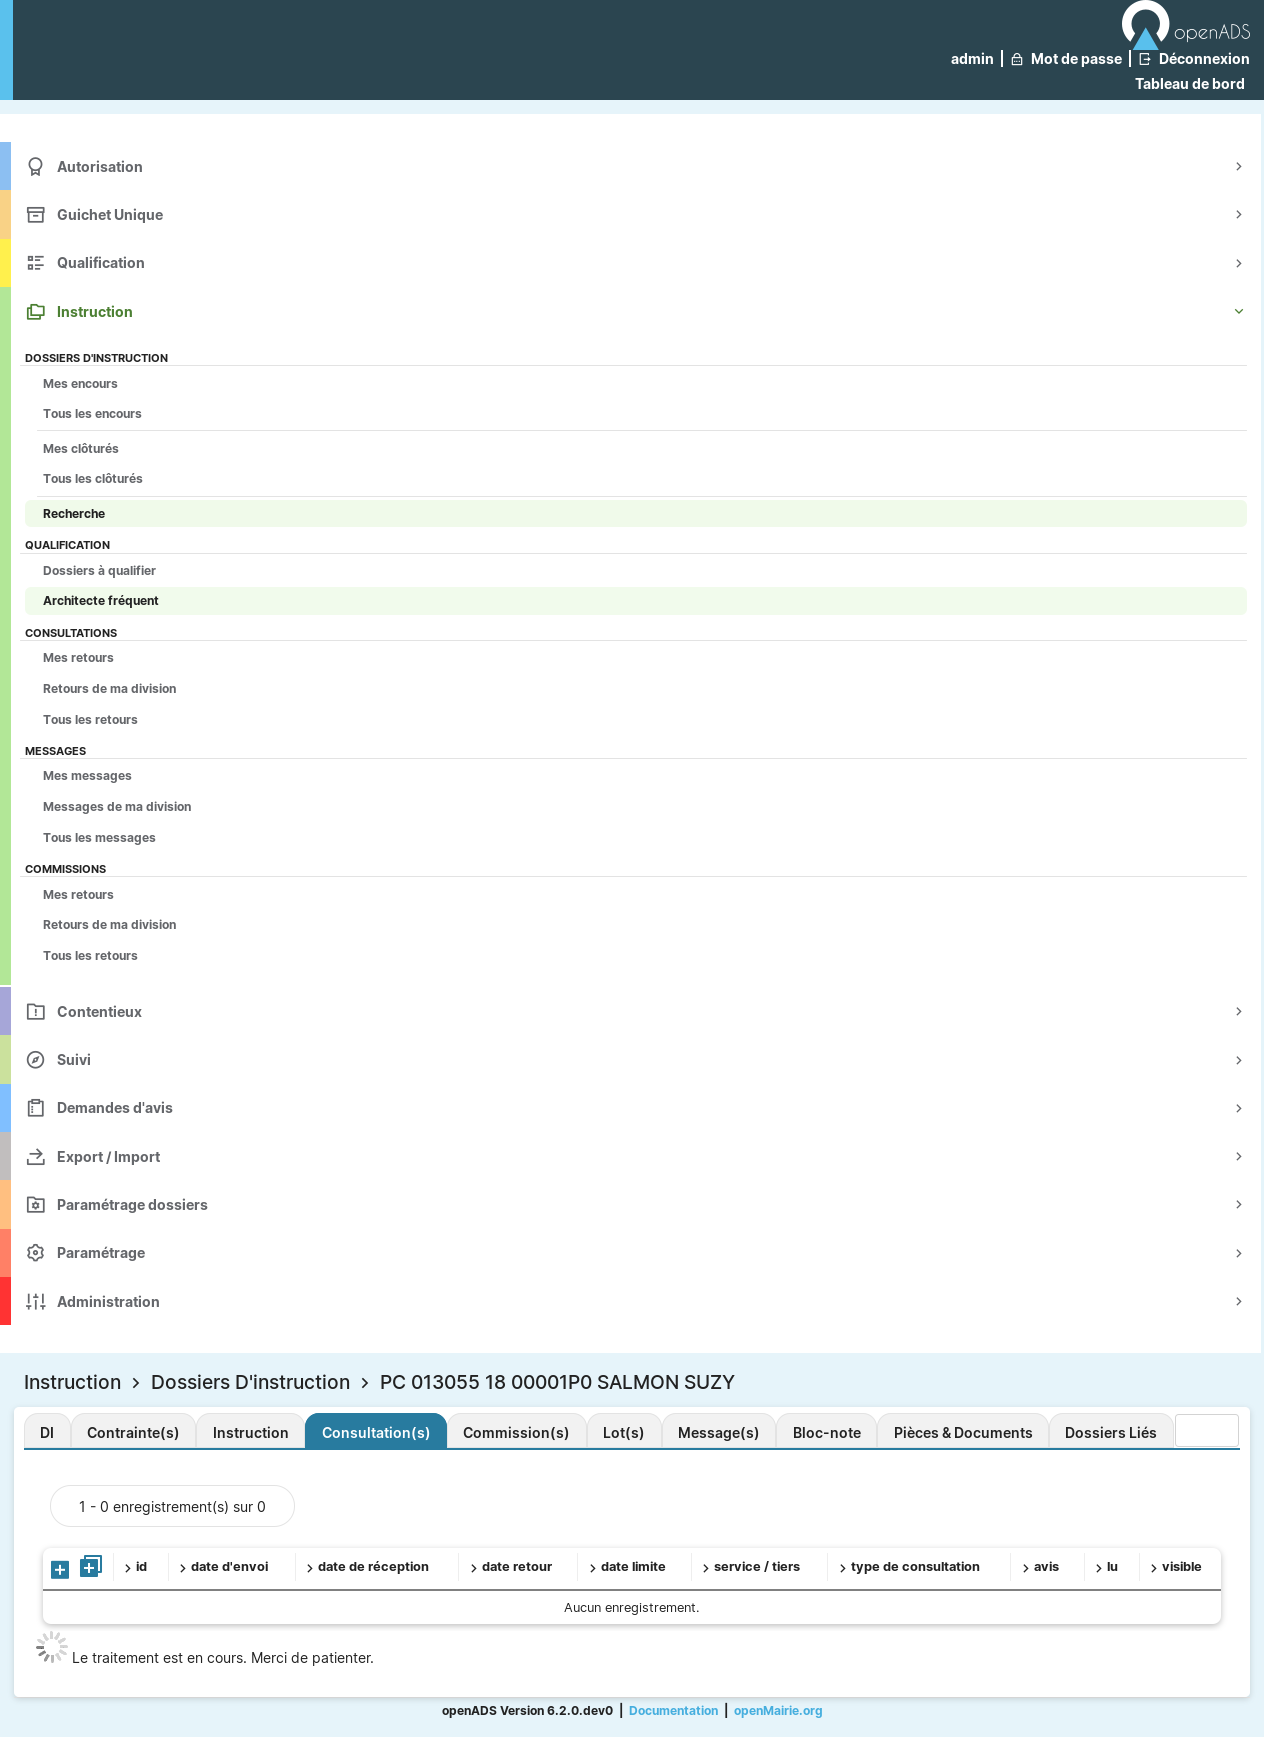 openADS
admin | Mot de passe | Déconnexion
Tableau de bord
Autorisation
Guichet Unique
Qualification
Instruction
DOSSIERS D'INSTRUCTION
Mes encours
Tous les encours
Mes clôturés
Tous les clôturés
Recherche
QUALIFICATION
Dossiers à qualifier
Architecte fréquent
CONSULTATIONS
Mes retours
Retours de ma division
Tous les retours
MESSAGES
Mes messages
Messages de ma division
Tous les messages
COMMISSIONS
Mes retours
Retours de ma division
Tous les retours
Contentieux
Suivi
Demandes d'avis
Export / Import
Paramétrage dossiers
Paramétrage
Administration
Instruction > Dossiers D'instruction > PC 013055 18 00001P0 SALMON SUZY
DI Contrainte(s) Instruction Consultation(s) Commission(s) Lot(s) Message(s) Bloc-note Pièces & Documents Dossiers Liés
1 - 0 enregistrement(s) sur 0
id date d'envoi date de réception date retour date limite service / tiers type de consultation avis lu visible
Aucun enregistrement.
Le traitement est en cours. Merci de patienter.
openADS Version 6.2.0.dev0 | Documentation | openMairie.org